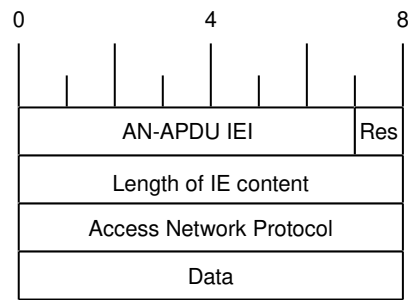 0 4 8
AN-APDU IEI Res
Length of IE content
Access Network Protocol
Data